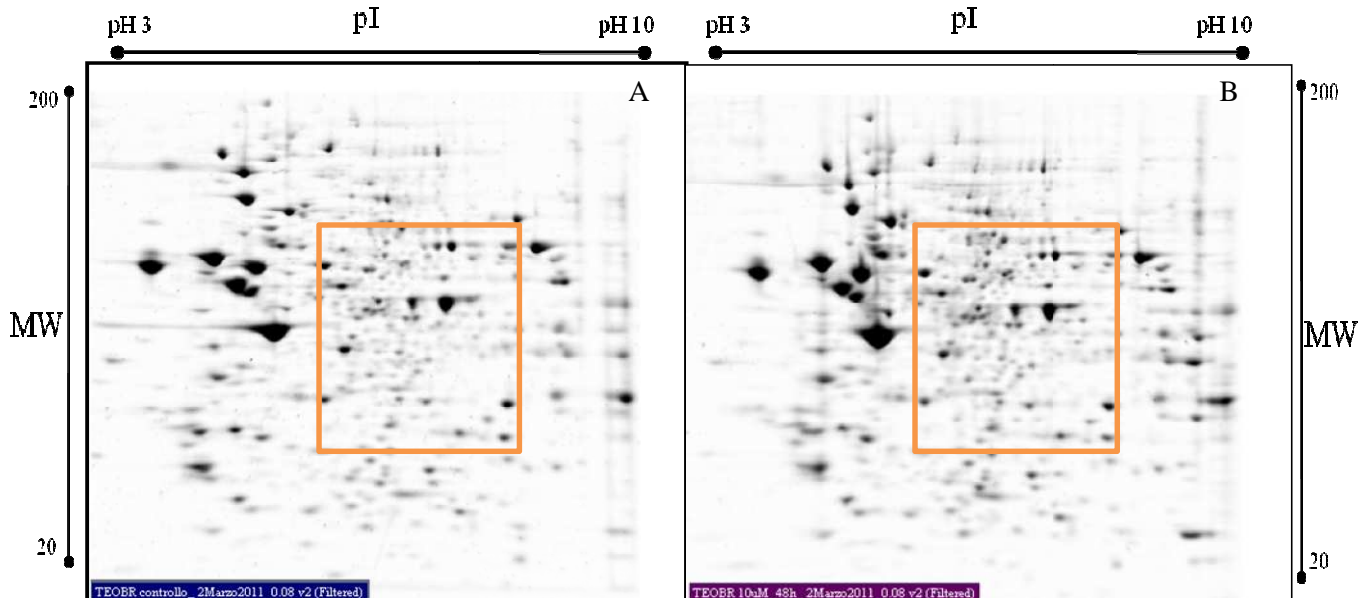 pH 3 pI pH 10
pH 3 pI pH 10
A
B
200
200
MW
MW
20
20
TEOBR controllo_ 2Marzo2011 0.08 v2 (Filtered)
TEOBR 10uM 48h_ 2Marzo2011 0.08 v2 (Filtered)